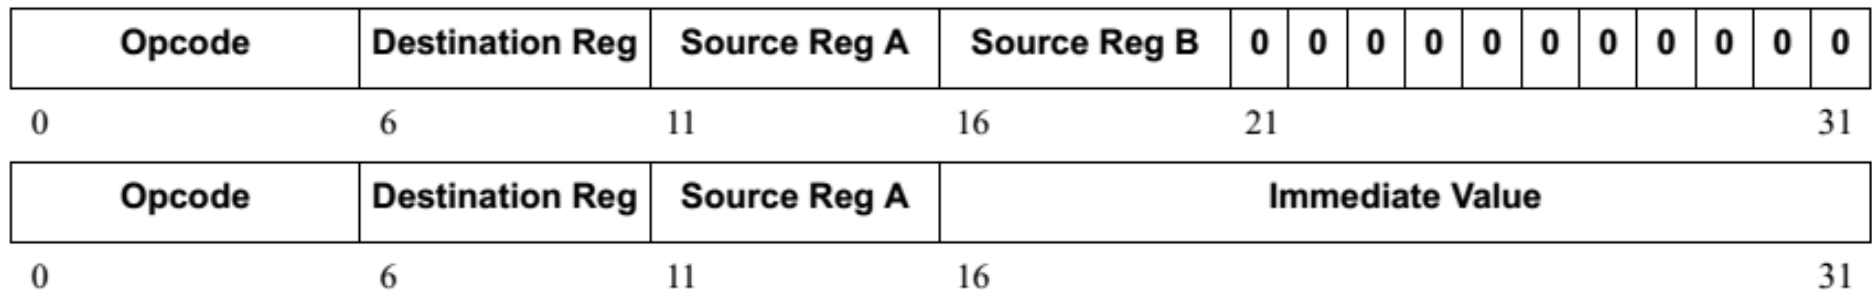 Opcode Destination Reg Source Reg A Source Reg B 0 0 0 0 0 0 0 0 0 0 0
0 6 11 16 21 31
Opcode Destination Reg Source Reg A Immediate Value
0 6 11 16 31